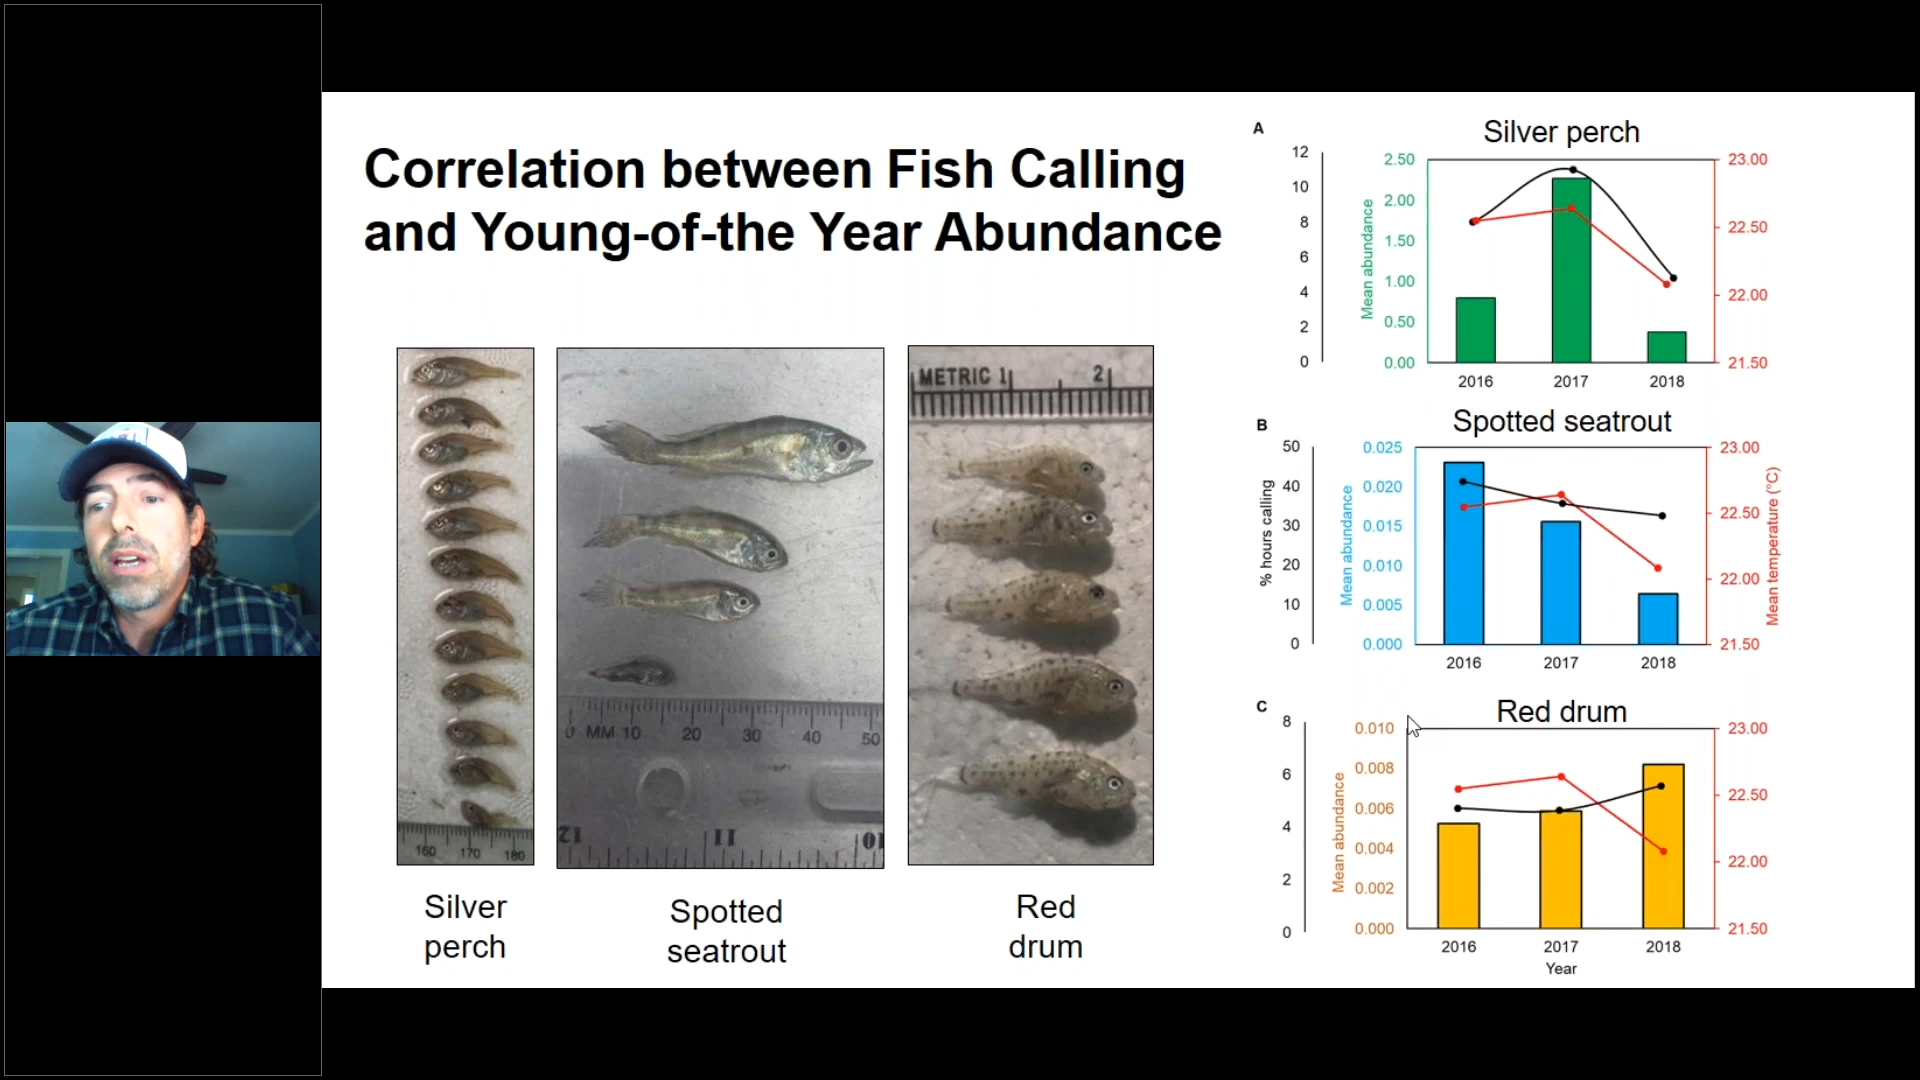 Correlation between Fish Calling
and Young-of-the Year Abundance
METRIC 1 2
160 170 180
0 MM 10 20 30 40 50
12 11 10
Silver
perch
Spotted
seatrout
Red
drum
A
Silver perch
12
10
8
6
4
2
0
Mean abundance
2.50
2.00
1.50
1.00
0.50
0.00
23.00
22.50
22.00
21.50
2016 2017 2018
B
Spotted seatrout
% hours calling
50
40
30
20
10
0
Mean abundance
0.025
0.020
0.015
0.010
0.005
0.000
23.00
22.50
22.00
21.50
Mean temperature (°C)
2016 2017 2018
C
Red drum
8
6
4
2
0
Mean abundance
0.010
0.008
0.006
0.004
0.002
0.000
23.00
22.50
22.00
21.50
2016 2017 2018
Year